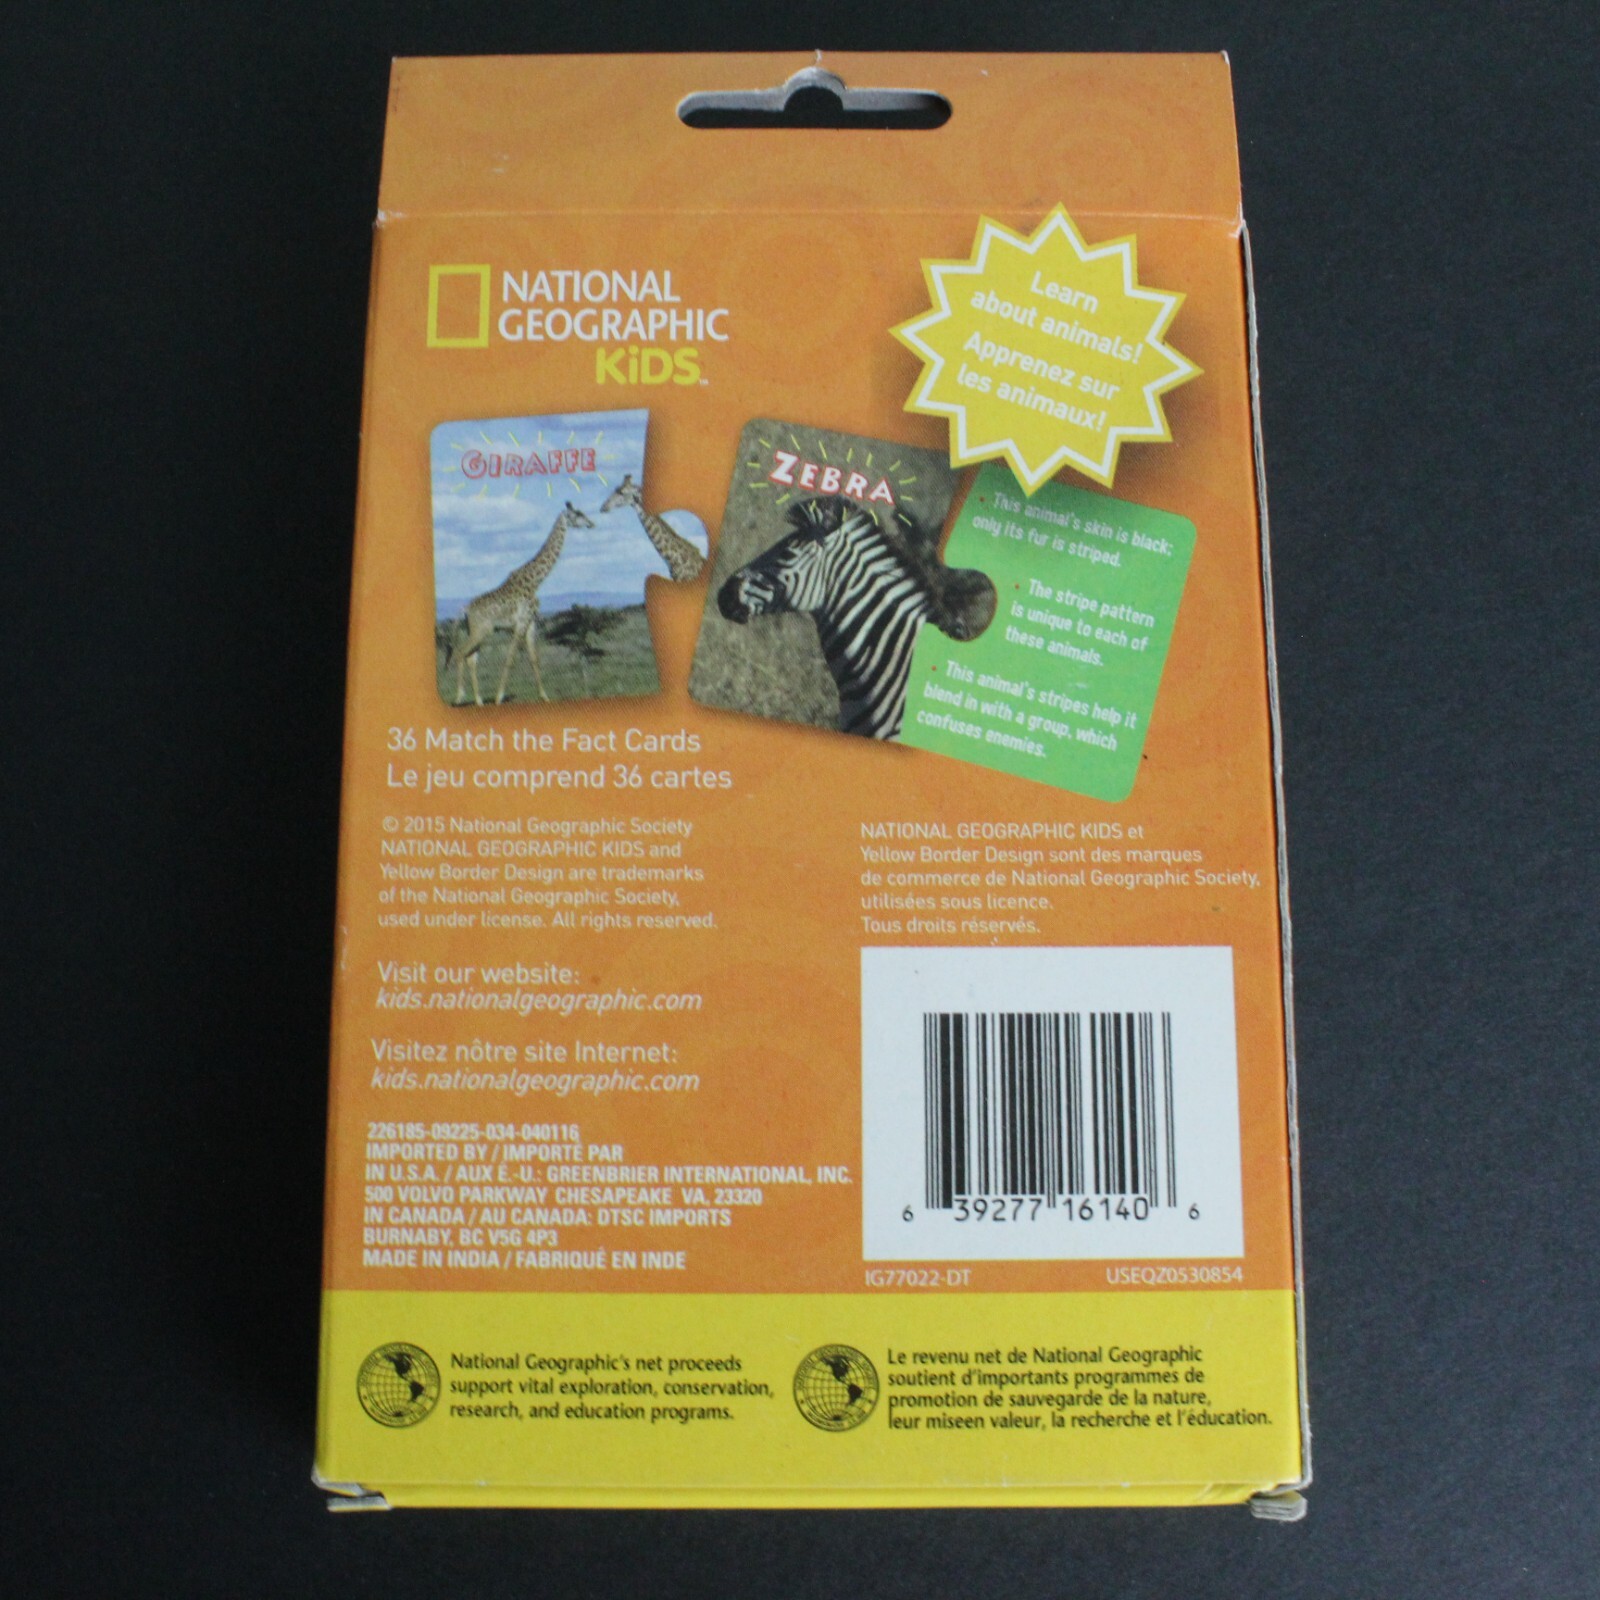 NATIONAL
GEOGRAPHIC
KiDS™
Learn
about animals!
Apprenez sur
les animaux!
GIRAFFE
ZEBRA
• This animal's skin is black;
only its fur is striped.
• The stripe pattern
is unique to each of
these animals.
• This animal's stripes help it
blend in with a group, which
confuses enemies.
36 Match the Fact Cards
Le jeu comprend 36 cartes
© 2015 National Geographic Society
NATIONAL GEOGRAPHIC KIDS and
Yellow Border Design are trademarks
of the National Geographic Society,
used under license. All rights reserved.
NATIONAL GEOGRAPHIC KIDS et
Yellow Border Design sont des marques
de commerce de National Geographic Society,
utilisées sous licence.
Tous droits réservés.
Visit our website:
kids.nationalgeographic.com
Visitez nôtre site Internet:
kids.nationalgeographic.com
226185-09225-034-040116
IMPORTED BY / IMPORTÉ PAR
IN U.S.A. / AUX É.-U.: GREENBRIER INTERNATIONAL, INC.
500 VOLVO PARKWAY CHESAPEAKE VA, 23320
IN CANADA / AU CANADA: DTSC IMPORTS
BURNABY, BC V5G 4P3
MADE IN INDIA / FABRIQUÉ EN INDE
6 39277 16140 6
IG77022-DT USEQZ0530854
National Geographic's net proceeds
support vital exploration, conservation,
research, and education programs.
Le revenu net de National Geographic
soutient d'importants programmes de
promotion de sauvegarde de la nature,
leur miseen valeur, la recherche et l'éducation.